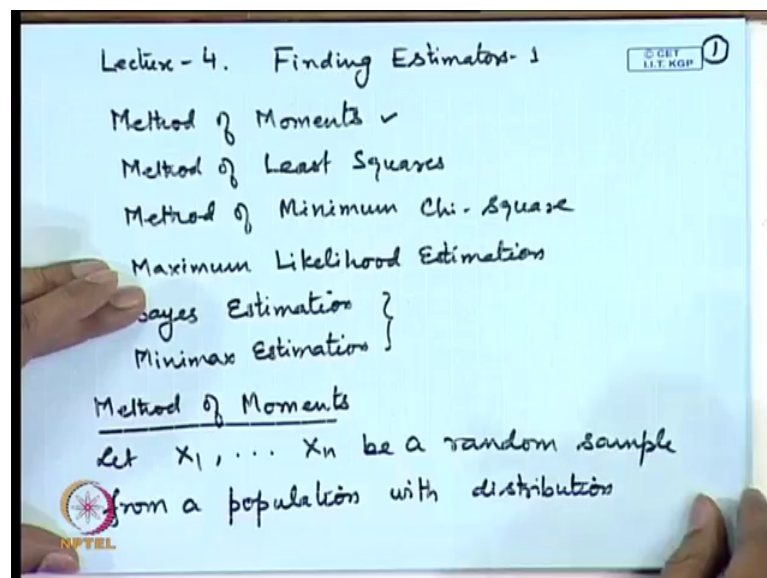 Lecture-4. Finding Estimators-1
© CET
I.I.T. KGP
1
Method of Moments ✓
Method of Least Squares
Method of Minimum Chi-Square
Maximum Likelihood Estimation
Bayes Estimation }
Minimax Estimation }
Method of Moments
Let X1, ... Xn be a random sample
from a population with distribution
NPTEL